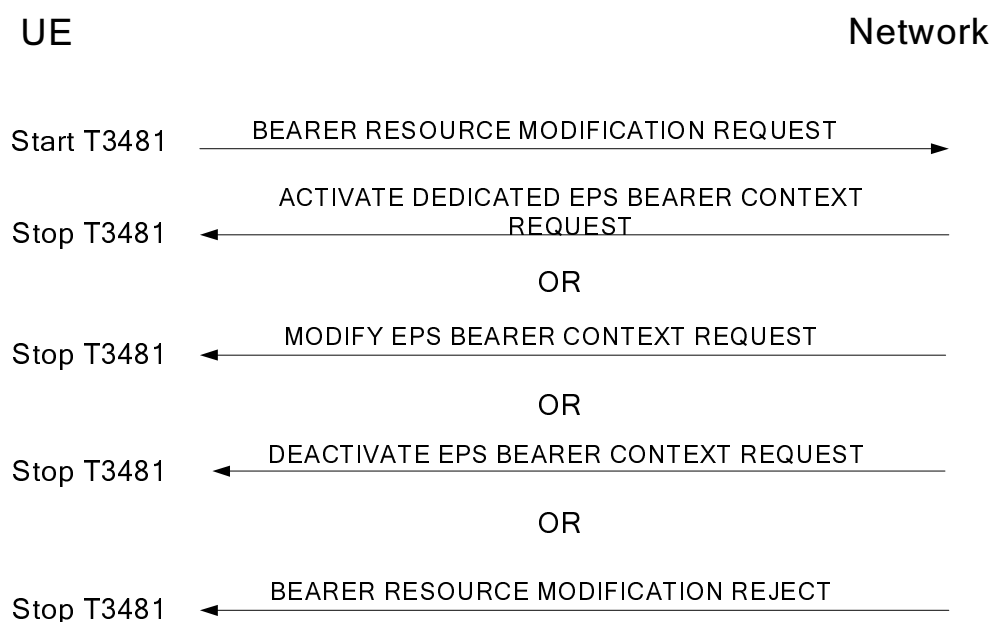 UE
Network
Start T3481
BEARER RESOURCE MODIFICATION REQUEST
ACTIVATE DEDICATED EPS BEARER CONTEXT
REQUEST
Stop T3481
OR
MODIFY EPS BEARER CONTEXT REQUEST
Stop T3481
OR
DEACTIVATE EPS BEARER CONTEXT REQUEST
Stop T3481
OR
BEARER RESOURCE MODIFICATION REJECT
Stop T3481